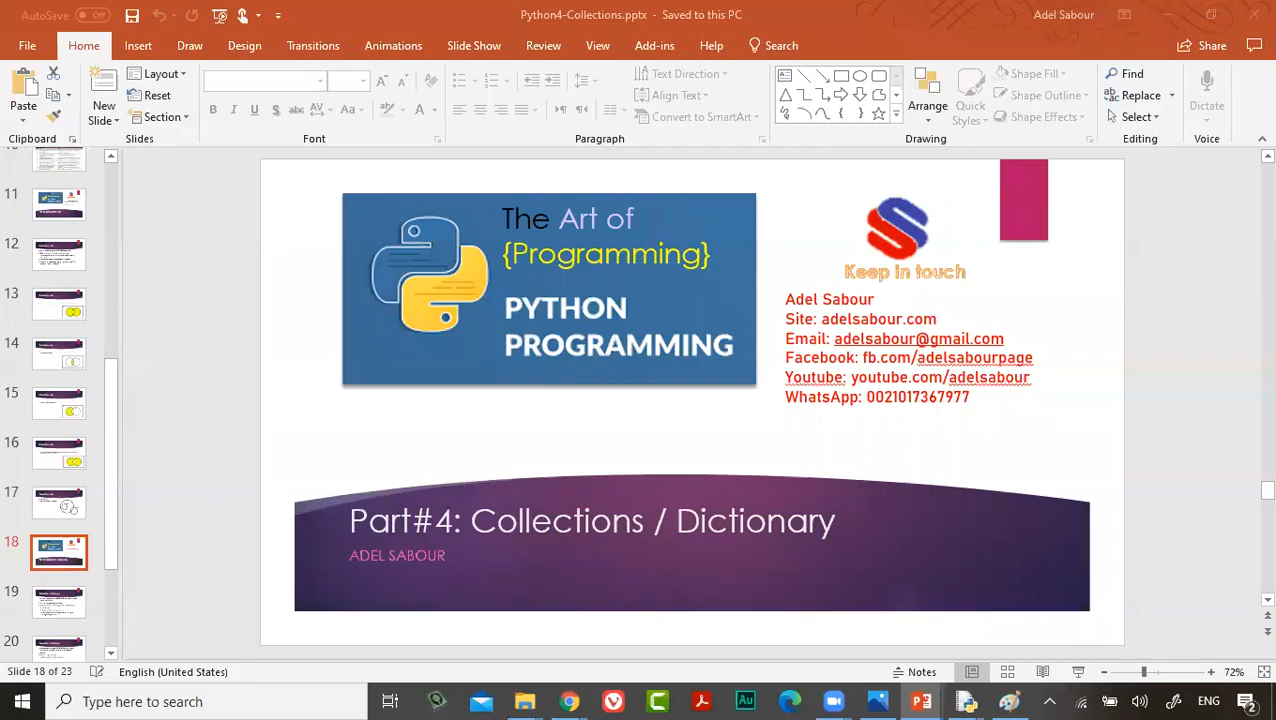 AutoSave Off
Python4-Collections.pptx - Saved to this PC
Adel Sabour
File Home Insert Draw Design Transitions Animations Slide Show Review View Add-ins Help Search
Share
Paste
Clipboard
New
Slide
Layout
Reset
Section
Slides
B I U S ab AV Aa A
Font
Text Direction
Align Text
Convert to SmartArt
Paragraph
Arrange
Quick
Styles
Shape Fill
Shape Outline
Shape Effects
Drawing
Find
Replace
Select
Editing
Dictate
Voice
11
12
13
14
15
16
17
18
19
20
The Art of
{Programming}
PYTHON
PROGRAMMING
Keep in touch
Adel Sabour
Site: adelsabour.com
Email: adelsabour@gmail.com
Facebook: fb.com/adelsabourpage
Youtube: youtube.com/adelsabour
WhatsApp: 0021017367977
Part#4: Collections / Dictionary
ADEL SABOUR
Slide 18 of 23
English (United States)
Notes
72%
Type here to search
ENG
2